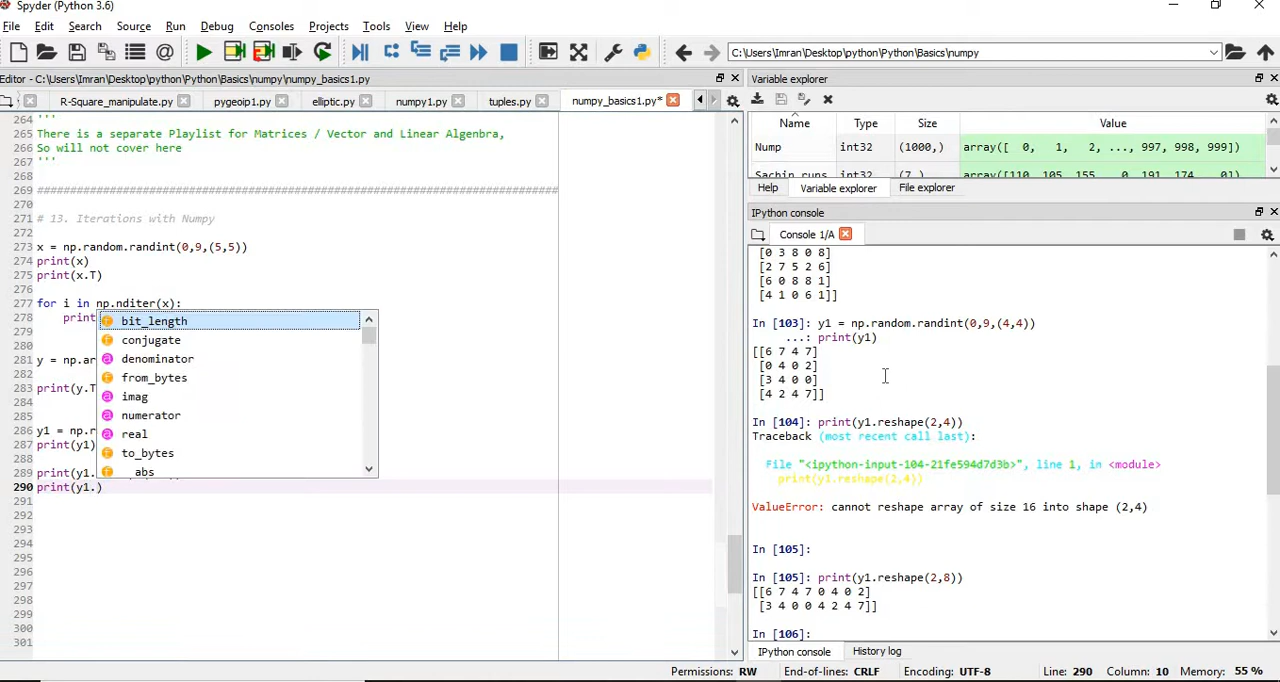 Spyder (Python 3.6)
File Edit Search Source Run Debug Consoles Projects Tools View Help
C:\Users\Imran\Desktop\python\Python\Basics\numpy
Editor - C:\Users\Imran\Desktop\python\Python\Basics\numpy\numpy_basics1.py
R-Square_manipulate.py pygeoip1.py elliptic.py numpy1.py tuples.py numpy_basics1.py*
264 '''
265 There is a separate Playlist for Matrices / Vector and Linear Algenbra,
266 So will not cover here
267 '''
268
269 ##############################################################################
270
271 # 13. Iterations with Numpy
272
273 x = np.random.randint(0,9,(5,5))
274 print(x)
275 print(x.T)
276
277 for i in np.nditer(x):
278 print
279
280
281 y = np.ar
282
283 print(y.T
284
285
286 y1 = np.r
287 print(y1)
288
289 print(y1.
290 print(y1.)
291
292
293
294
295
296
297
298
299
300
301
bit_length
conjugate
denominator
from_bytes
imag
numerator
real
to_bytes
__abs
Variable explorer
Name Type Size Value
Nump int32 (1000,) array([ 0, 1, 2, ..., 997, 998, 999])
Sachin_runs int32 (7,) array([110, 105, 155, 0, 191, 174, 0])
Help Variable explorer File explorer
IPython console
Console 1/A
[0 3 8 0 8]
[2 7 5 2 6]
[6 0 8 8 1]
[4 1 0 6 1]]
In [103]: y1 = np.random.randint(0,9,(4,4))
...: print(y1)
[[6 7 4 7]
[0 4 0 2]
[3 4 0 0]
[4 2 4 7]]
In [104]: print(y1.reshape(2,4))
Traceback (most recent call last):
File "<ipython-input-104-21fe594d7d3b>", line 1, in <module>
print(y1.reshape(2,4))
ValueError: cannot reshape array of size 16 into shape (2,4)
In [105]:
In [105]: print(y1.reshape(2,8))
[[6 7 4 7 0 4 0 2]
[3 4 0 0 4 2 4 7]]
In [106]:
IPython console History log
Permissions: RW End-of-lines: CRLF Encoding: UTF-8 Line: 290 Column: 10 Memory: 55 %